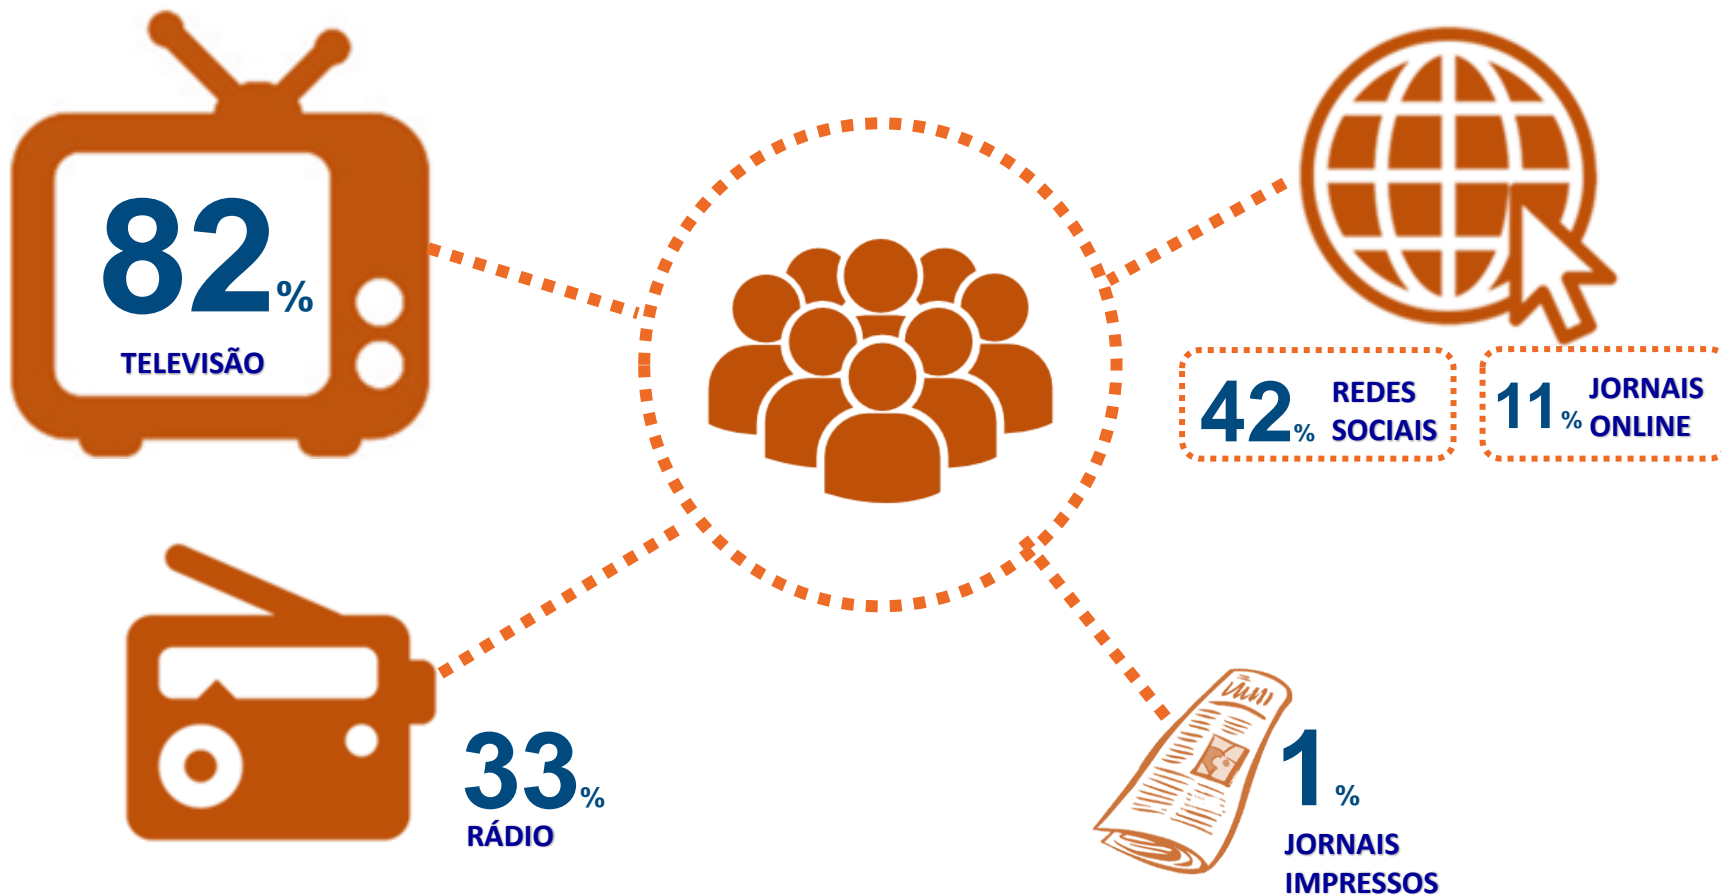 82%
TELEVISÃO
42% REDES
SOCIAIS
11% JORNAIS
ONLINE
33%
RÁDIO
1%
JORNAIS
IMPRESSOS